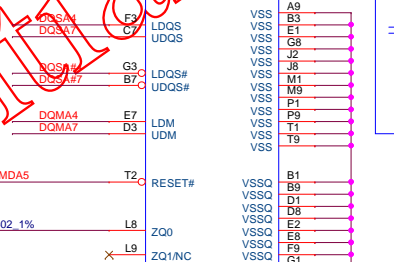 DQSA4 F3 LDQS VSS A9
DQSA7 C7 UDQS VSS B3
VSS E1
VSS G8
DQSA#4 G3 LDQS# VSS J2
DQSA#7 B7 UDQS# VSS J8
VSS M1
VSS M9
DQMA4 E7 LDM VSS P1
DQMA7 D3 UDM VSS P9
VSS T1
VSS T9
MDA5 T2 RESET# VSSQ B1
VSSQ B9
VSSQ D1
VSSQ D8
02_1% L8 ZQ0 VSSQ E2
VSSQ E8
L9 ZQ1/NC VSSQ F9
G1